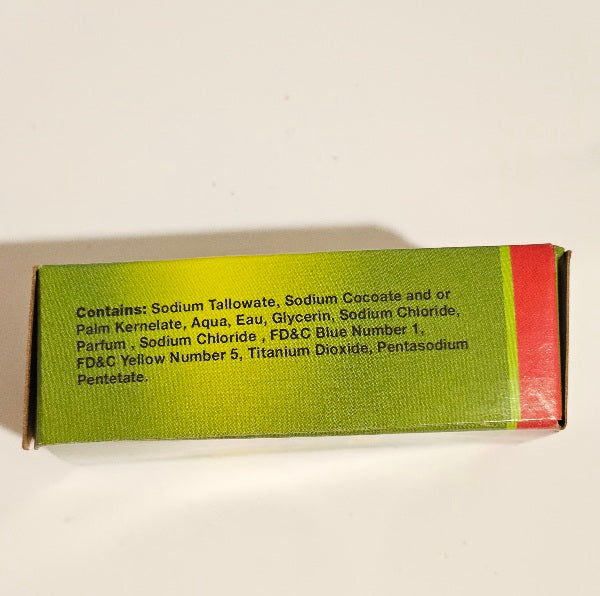 Contains: Sodium Tallowate, Sodium Cocoate and or
Palm Kernelate, Aqua, Eau, Glycerin, Sodium Chloride,
Parfum , Sodium Chloride , FD&C Blue Number 1,
FD&C Yellow Number 5, Titanium Dioxide, Pentasodium
Pentetate.